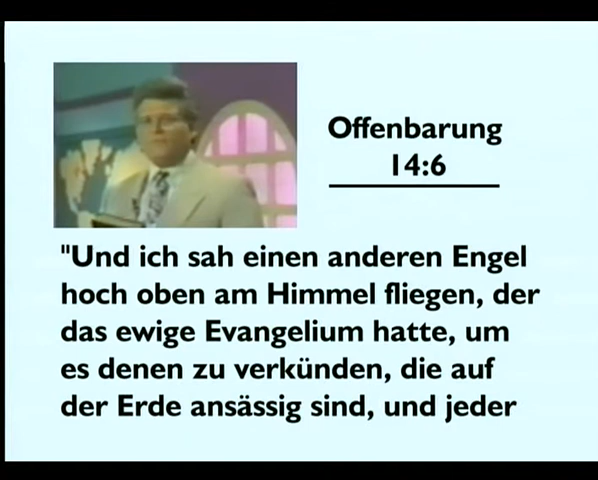 Offenbarung
14:6
"Und ich sah einen anderen Engel
hoch oben am Himmel fliegen, der
das ewige Evangelium hatte, um
es denen zu verkünden, die auf
der Erde ansässig sind, und jeder